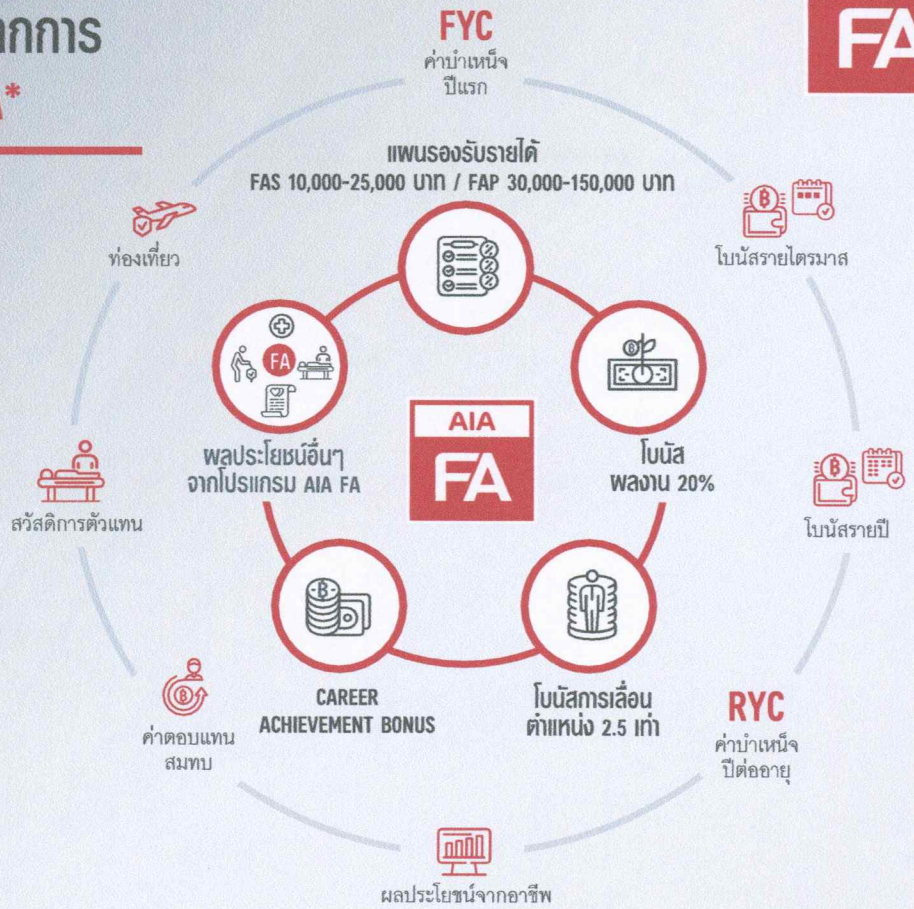 FYC
ค่าบำเหน็จ
ปีแรก
FA
แผนรองรับรายได้
FAS 10,000-25,000 บาท / FAP 30,000-150,000 บาท
ท่องเที่ยว
โบนัสรายไตรมาส
FA
AIA
FA
ผลประโยชน์อื่นๆ
จากโปรแกรม AIA FA
โบนัส
ผลงาน 20%
สวัสดิการตัวแทน
โบนัสรายปี
CAREER
ACHIEVEMENT BONUS
โบนัสการเลื่อน
ตำแหน่ง 2.5 เท่า
RYC
ค่าบำเหน็จ
ปีต่ออายุ
ค่าตอบแทน
สมทบ
ผลประโยชน์จากอาชีพ